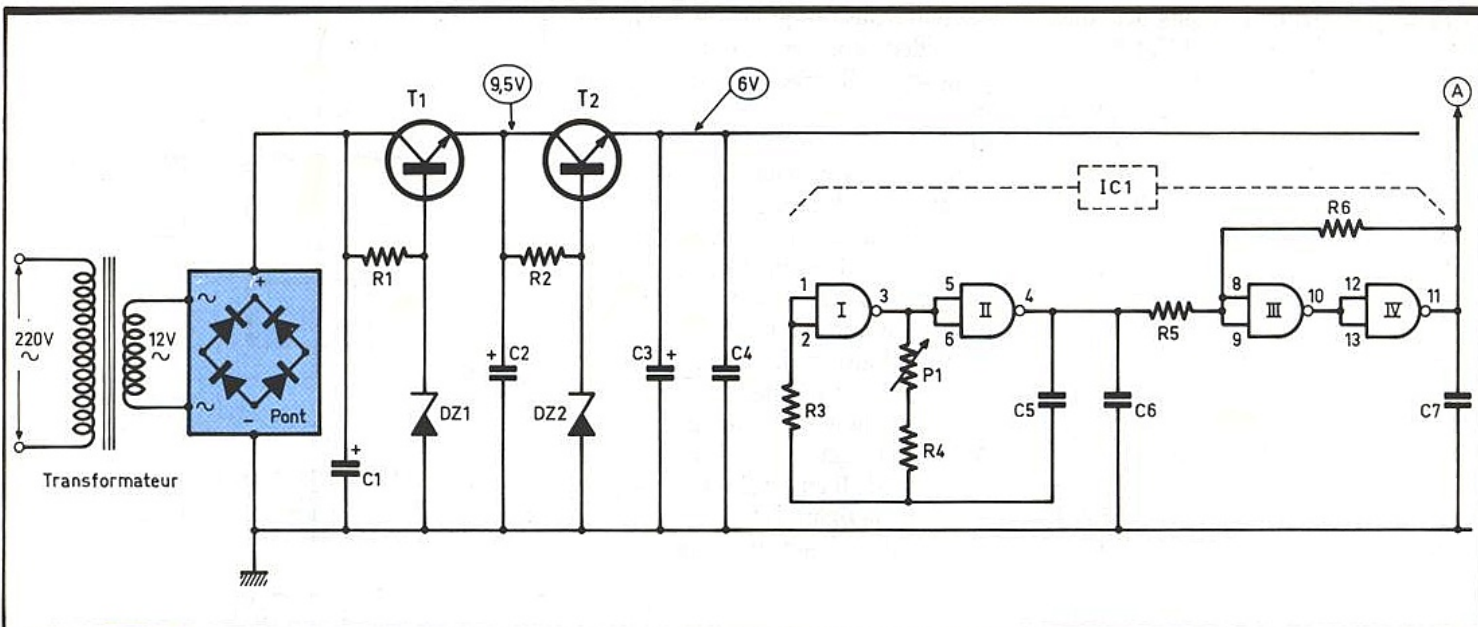 9,5V
6V
A
T1
T2
IC1
R6
R1
R2
+
~
220V
~
12V
~
~
-
Pont
Transformateur
+
C1
DZ1
+
C2
DZ2
C3
+
C4
1
2
I
3
5
6
II
4
R5
8
9
III
10
12
13
IV
11
R3
P1
R4
C5
C6
C7